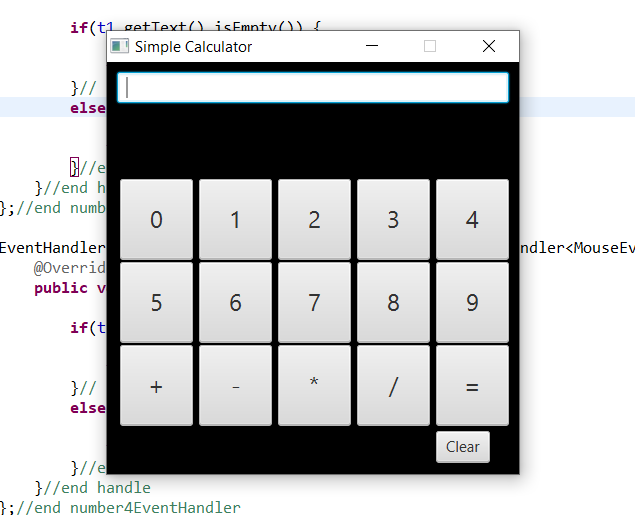 if(t1.getText().isEmpty()) {
Simple Calculator
}//
else
}//e
}//end h
};//end numb
0 1 2 3 4
EventHandler ndler<MouseEv
@Overrid
public v
5 6 7 8 9
if(t
+ - * / =
}//
else
Clear
}//e
}//end handle
};//end number4EventHandler